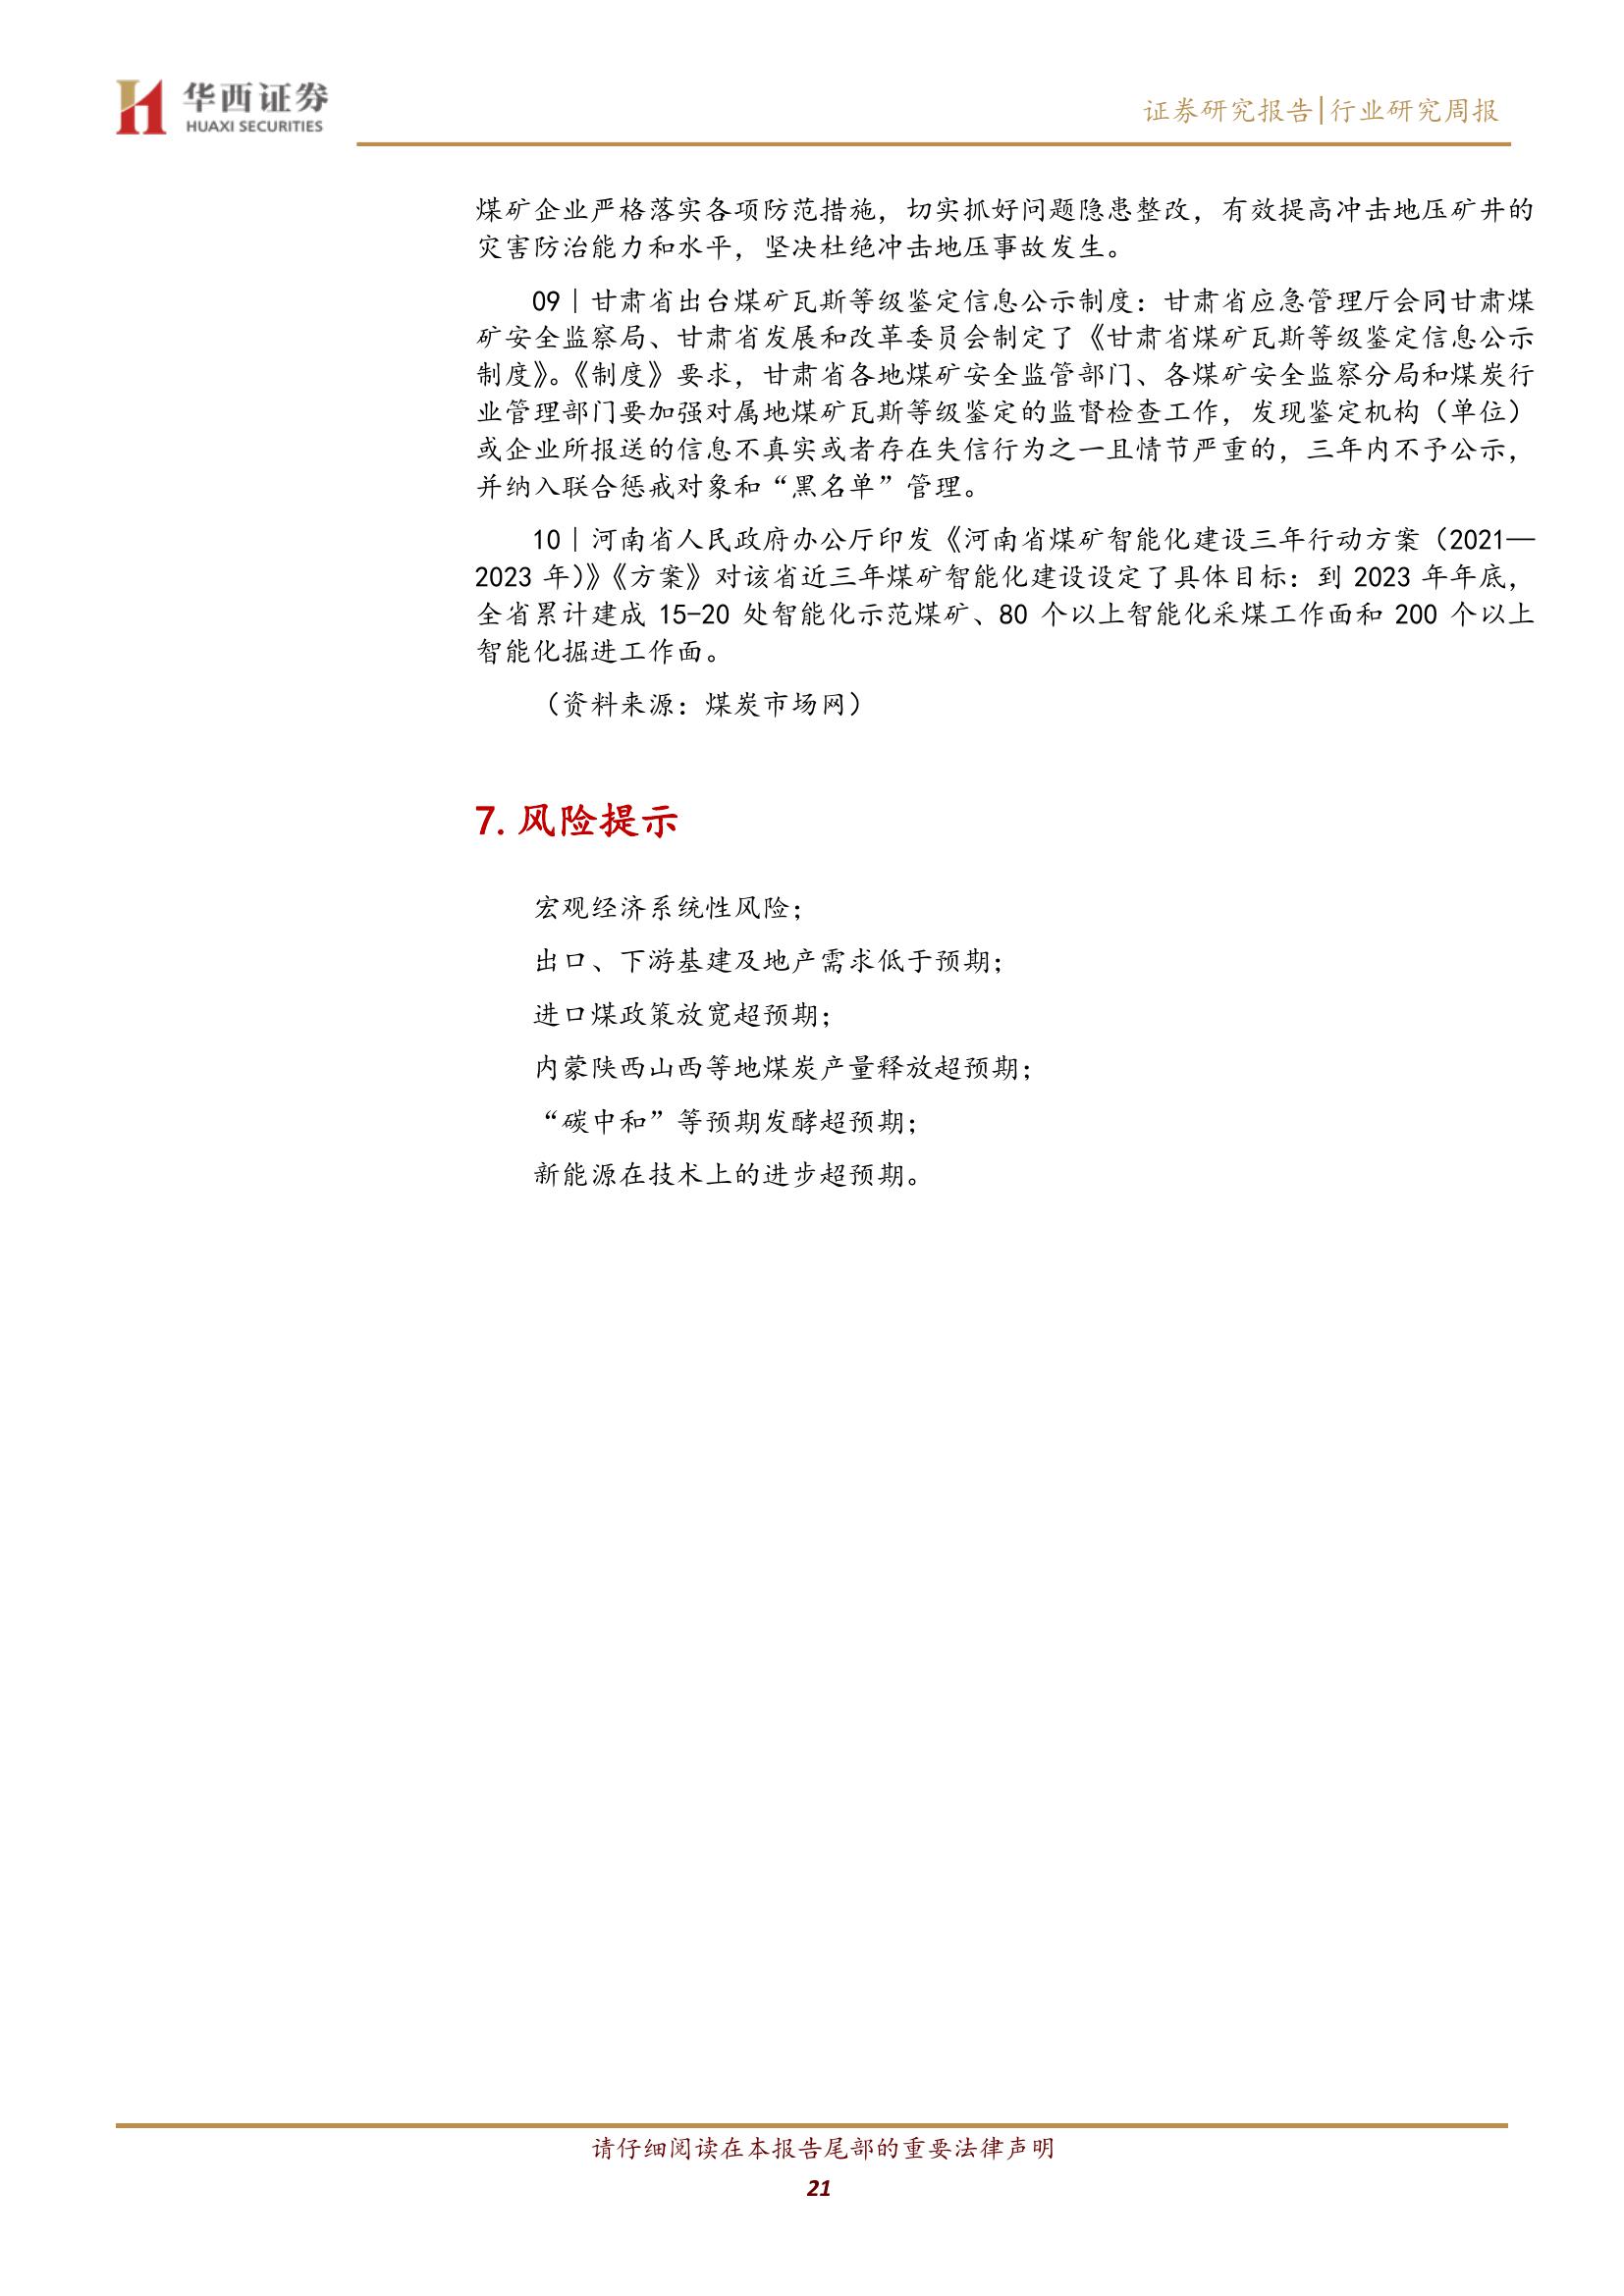 华西证券
HUAXI SECURITIES
证券研究报告|行业研究周报
煤矿企业严格落实各项防范措施，切实抓好问题隐患整改，有效提高冲击地压矿井的
灾害防治能力和水平，坚决杜绝冲击地压事故发生。
09｜甘肃省出台煤矿瓦斯等级鉴定信息公示制度：甘肃省应急管理厅会同甘肃煤
矿安全监察局、甘肃省发展和改革委员会制定了《甘肃省煤矿瓦斯等级鉴定信息公示
制度》。《制度》要求，甘肃省各地煤矿安全监管部门、各煤矿安全监察分局和煤炭行
业管理部门要加强对属地煤矿瓦斯等级鉴定的监督检查工作，发现鉴定机构（单位）
或企业所报送的信息不真实或者存在失信行为之一且情节严重的，三年内不予公示，
并纳入联合惩戒对象和“黑名单”管理。
10｜河南省人民政府办公厅印发《河南省煤矿智能化建设三年行动方案（2021—
2023 年）》《方案》对该省近三年煤矿智能化建设设定了具体目标：到 2023 年年底，
全省累计建成 15-20 处智能化示范煤矿、80 个以上智能化采煤工作面和 200 个以上
智能化掘进工作面。
（资料来源：煤炭市场网）
7.风险提示
宏观经济系统性风险；
出口、下游基建及地产需求低于预期；
进口煤政策放宽超预期；
内蒙陕西山西等地煤炭产量释放超预期；
“碳中和”等预期发酵超预期；
新能源在技术上的进步超预期。
请仔细阅读在本报告尾部的重要法律声明
21